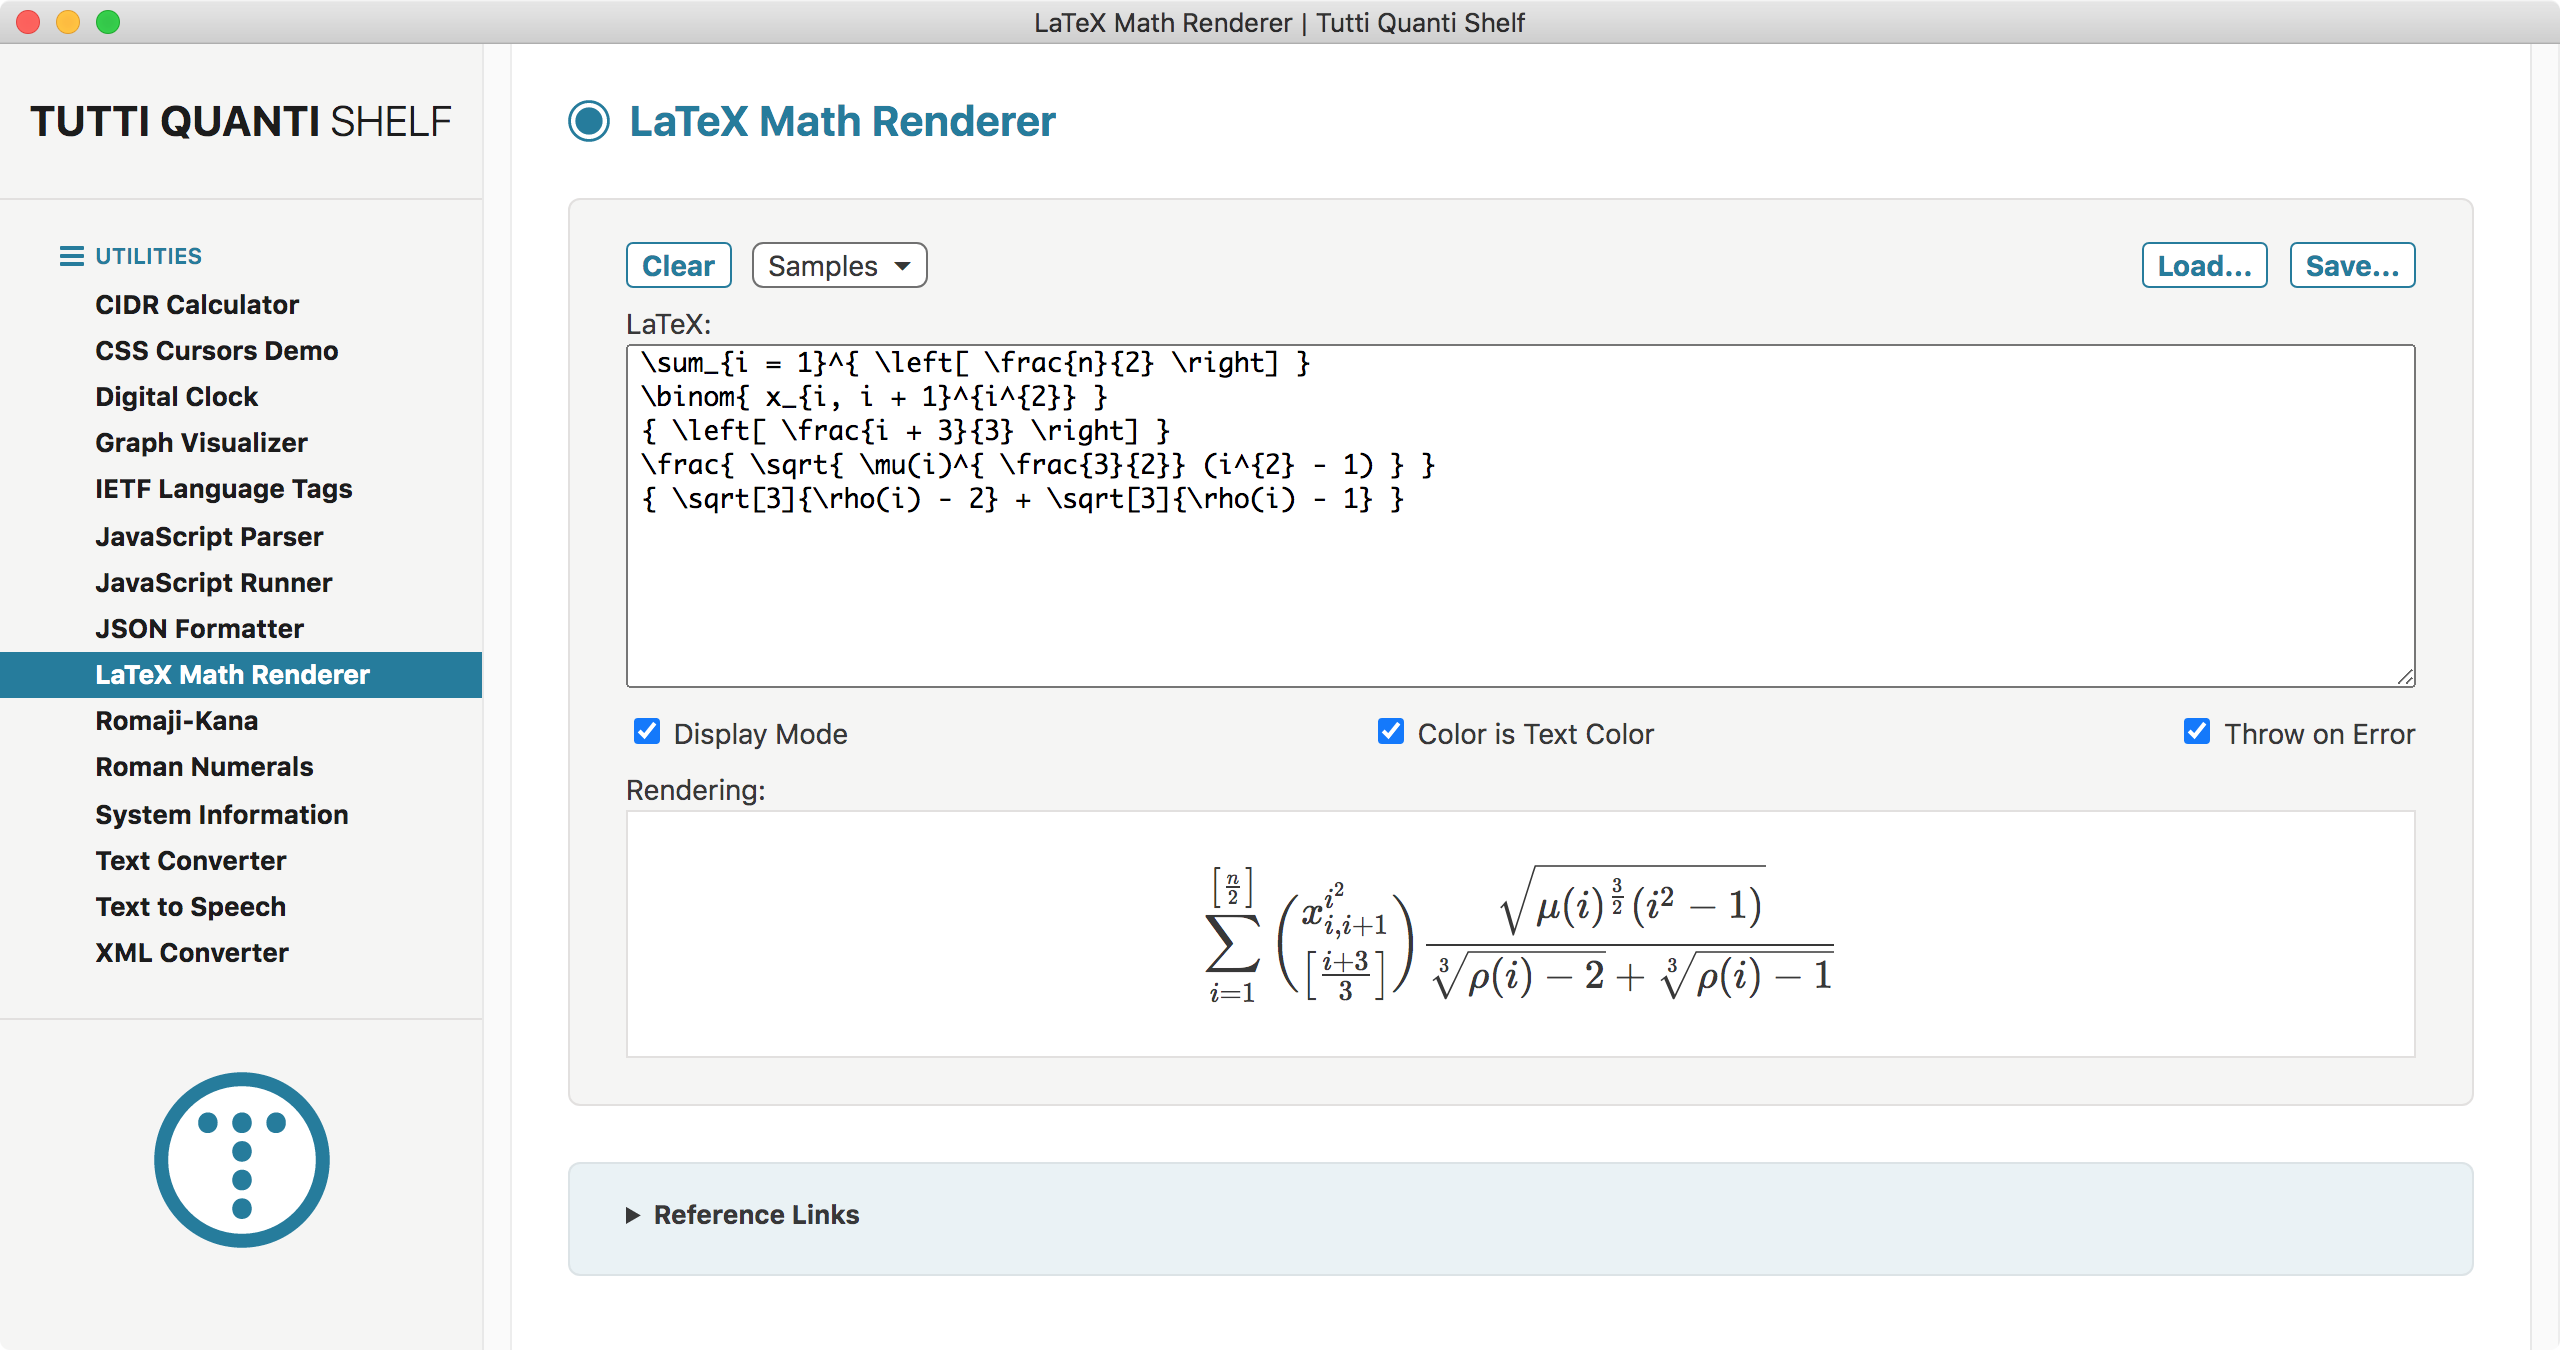 LaTeX Math Renderer | Tutti Quanti Shelf
TUTTI QUANTI SHELF
UTILITIES
CIDR Calculator
CSS Cursors Demo
Digital Clock
Graph Visualizer
IETF Language Tags
JavaScript Parser
JavaScript Runner
JSON Formatter
LaTeX Math Renderer
Romaji-Kana
Roman Numerals
System Information
Text Converter
Text to Speech
XML Converter
LaTeX Math Renderer
Clear Samples Load... Save...
LaTeX:
\sum_{i = 1}^{ \left[ \frac{n}{2} \right] }
\binom{ x_{i, i + 1}^{i^{2}} }
{ \left[ \frac{i + 3}{3} \right] }
\frac{ \sqrt{ \mu(i)^{ \frac{3}{2}} (i^{2} - 1) } }
{ \sqrt[3]{\rho(i) - 2} + \sqrt[3]{\rho(i) - 1} }
Display Mode Color is Text Color Throw on Error
Rendering:
\sum_{i=1}^{\left[\frac{n}{2}\right]} \binom{x_{i,i+1}^{i^{2}}}{\left[\frac{i+3}{3}\right]} \frac{\sqrt{\mu(i)^{\frac{3}{2}}(i^{2}-1)}}{\sqrt[3]{\rho(i)-2}+\sqrt[3]{\rho(i)-1}}
Reference Links